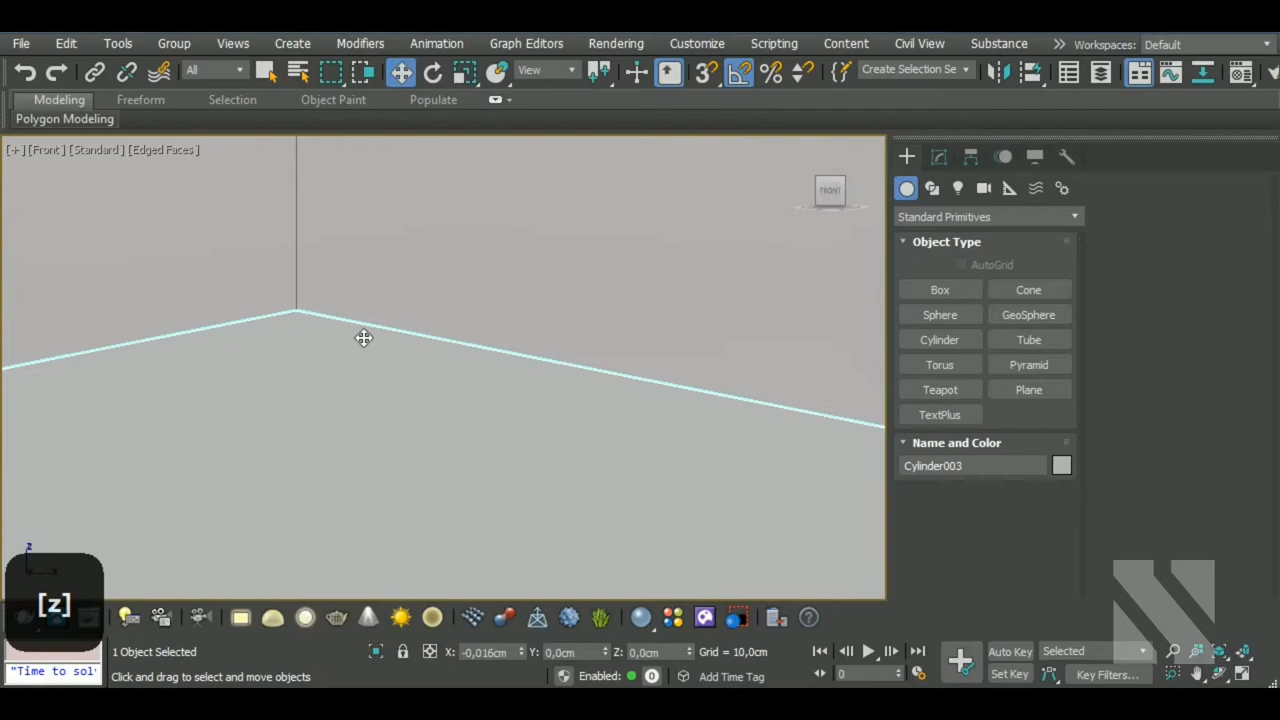 File Edit Tools Group Views Create Modifiers Animation Graph Editors Rendering Customize Scripting Content Civil View Substance Workspaces: Default
All View Create Selection Se
Modeling Freeform Selection Object Paint Populate
Polygon Modeling
[+] [Front] [Standard] [Edged Faces]
FRONT
Standard Primitives
Object Type
AutoGrid
Box Cone
Sphere GeoSphere
Cylinder Tube
Torus Pyramid
Teapot Plane
TextPlus
Name and Color
Cylinder003
z
[z]
1 Object Selected X: -0,016cm Y: 0,0cm Z: 0,0cm Grid = 10,0cm Auto Key Selected
"Time to sol Click and drag to select and move objects Enabled: 0 Add Time Tag 0 Set Key Key Filters...